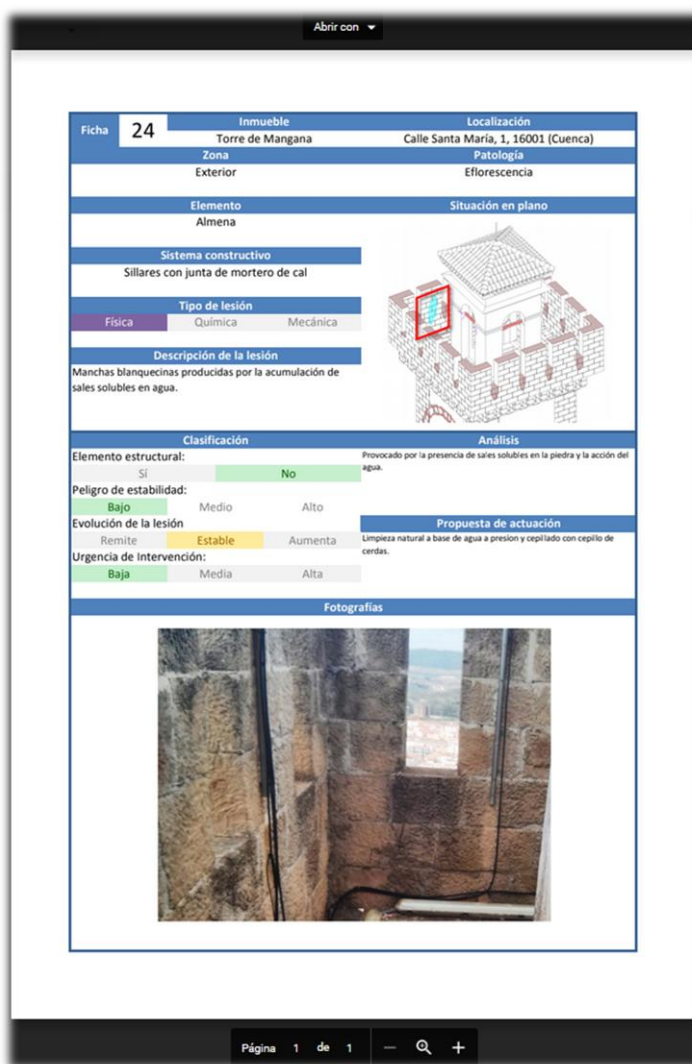 Abrir con
Ficha 24
Inmueble
Localización
Torre de Mangana
Calle Santa María, 1, 16001 (Cuenca)
Zona
Patología
Exterior
Eflorescencia
Elemento
Situación en plano
Almena
Sistema constructivo
Sillares con junta de mortero de cal
Tipo de lesión
Física Química Mecánica
Descripción de la lesión
Manchas blanquecinas producidas por la acumulación de
sales solubles en agua.
Clasificación
Elemento estructural:
Sí No
Peligro de estabilidad:
Bajo Medio Alto
Evolución de la lesión
Remite Estable Aumenta
Urgencia de Intervención:
Baja Media Alta
Análisis
Provocado por la presencia de sales solubles en la piedra y la acción del
agua.
Propuesta de actuación
Limpieza natural a base de agua a presion y cepillado con cepillo de
cerdas.
Fotografías
Página 1 de 1